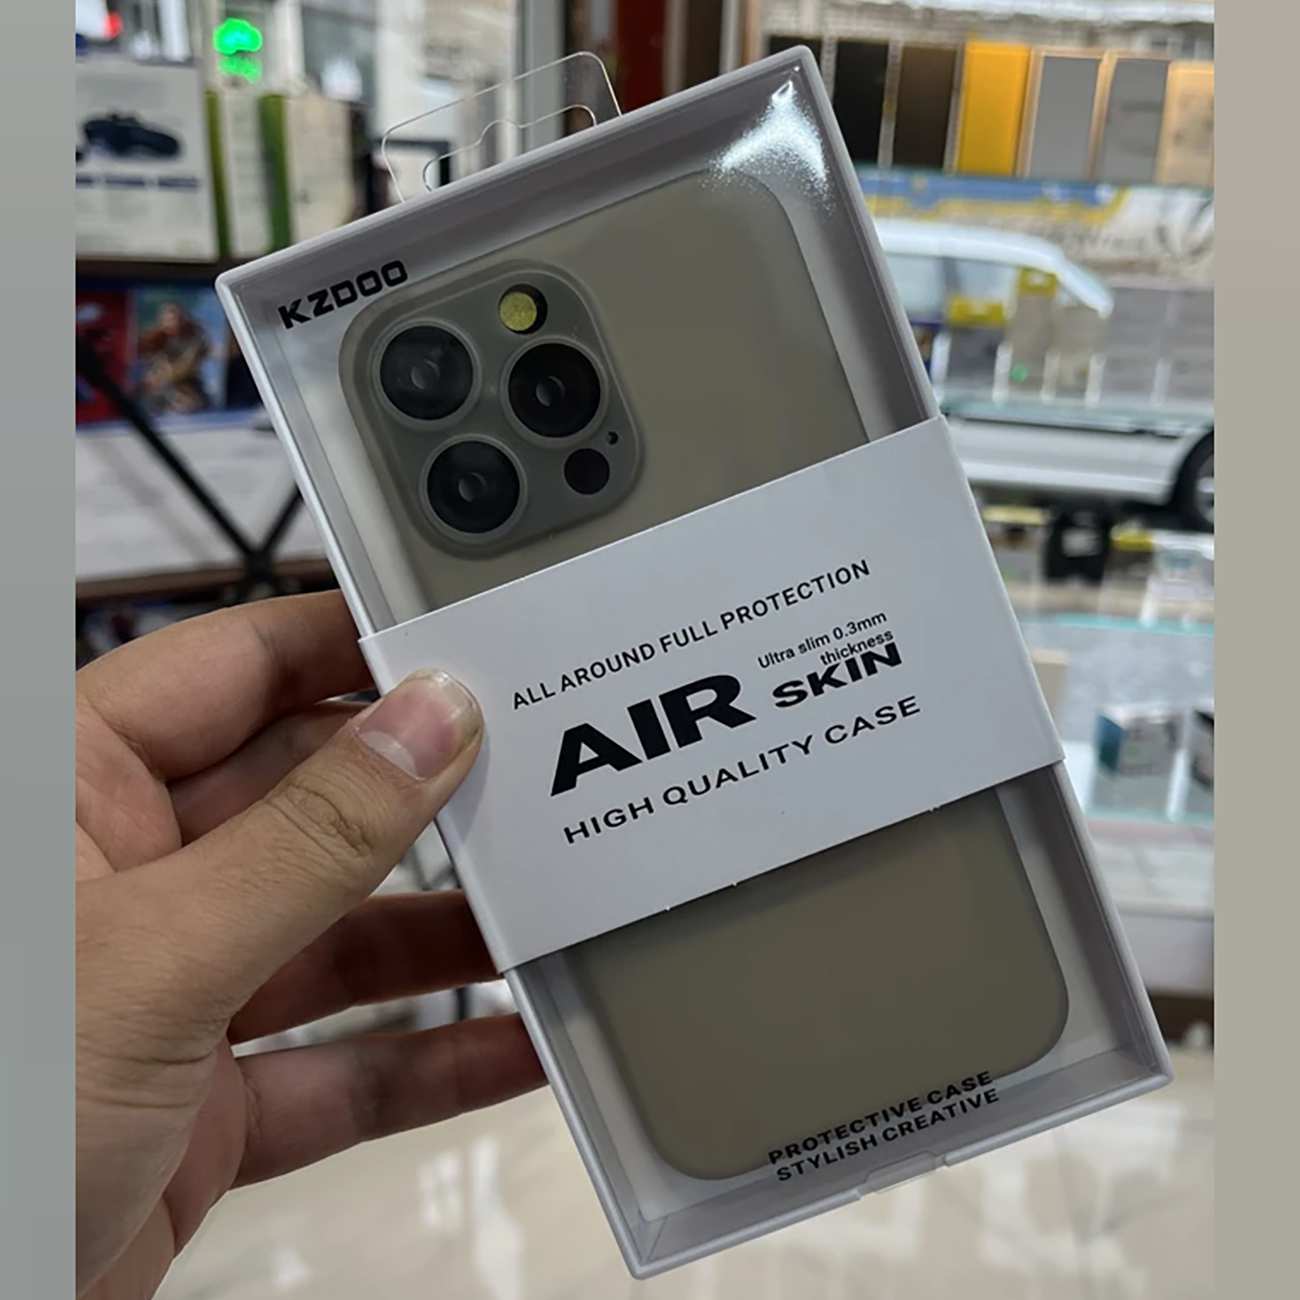 KZDOO
ALL AROUND FULL PROTECTION
Ultra slim 0.3mm
thickness
AIR SKIN
HIGH QUALITY CASE
PROTECTIVE CASE
STYLISH CREATIVE